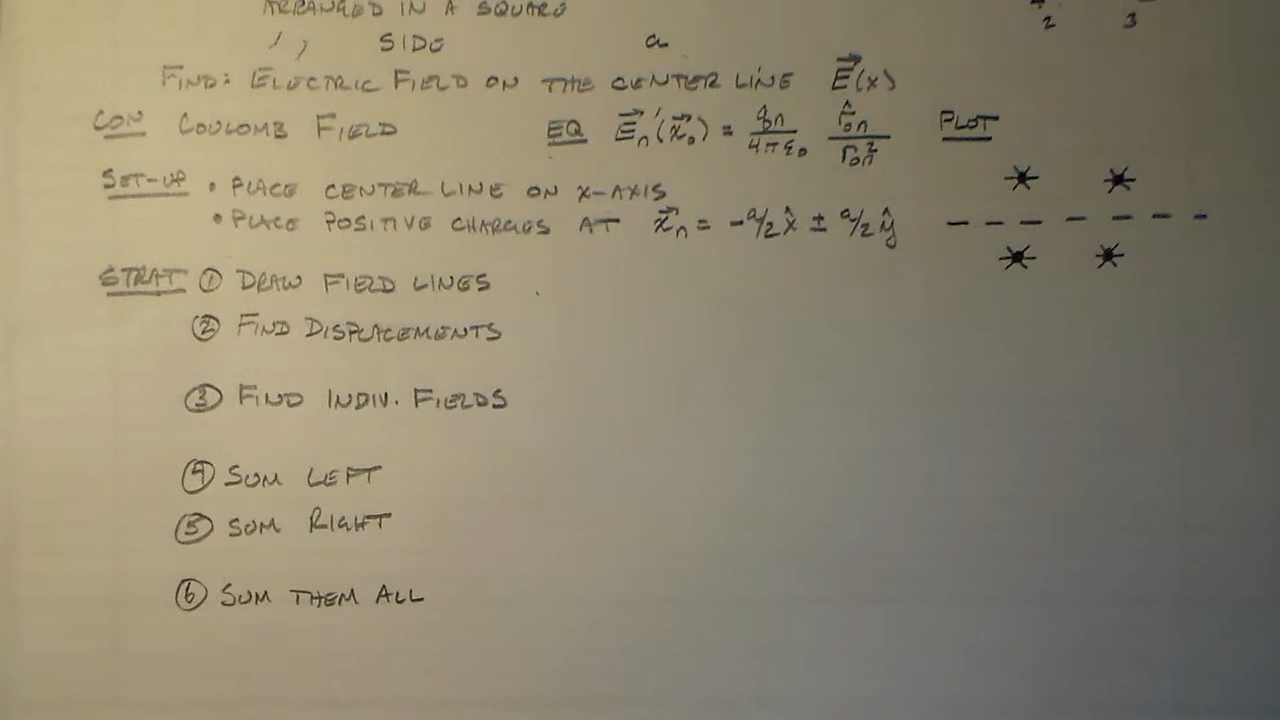 ARRANGED IN A SQUARE
2 3
SIDE a
FIND: ELECTRIC FIELD ON THE CENTER LINE E⃗(x)
CON COULOMB FIELD EQ E⃗ₙ'(x⃗₀) = qₙ/4πε₀ r̂₀ₙ/r₀ₙ² PLOT
SET-UP • PLACE CENTER LINE ON X-AXIS
• PLACE POSITIVE CHARGES AT x⃗ₙ = -a/2 x̂ ± a/2 ŷ
STRAT ① DRAW FIELD LINES
② FIND DISPLACEMENTS
③ FIND INDIV. FIELDS
④ SUM LEFT
⑤ SUM RIGHT
⑥ SUM THEM ALL